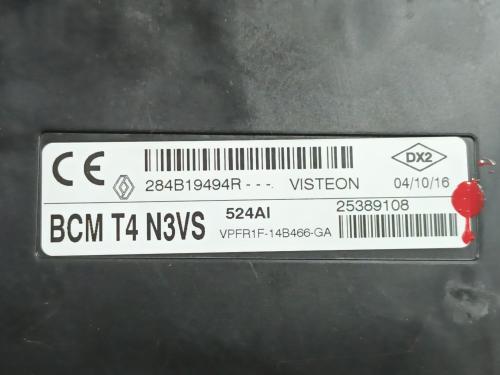 CE
284B19494R - - -. VISTEON
DX2
04/10/16
BCM T4 N3VS
524AI
25389108
VPFR1F-14B466-GA